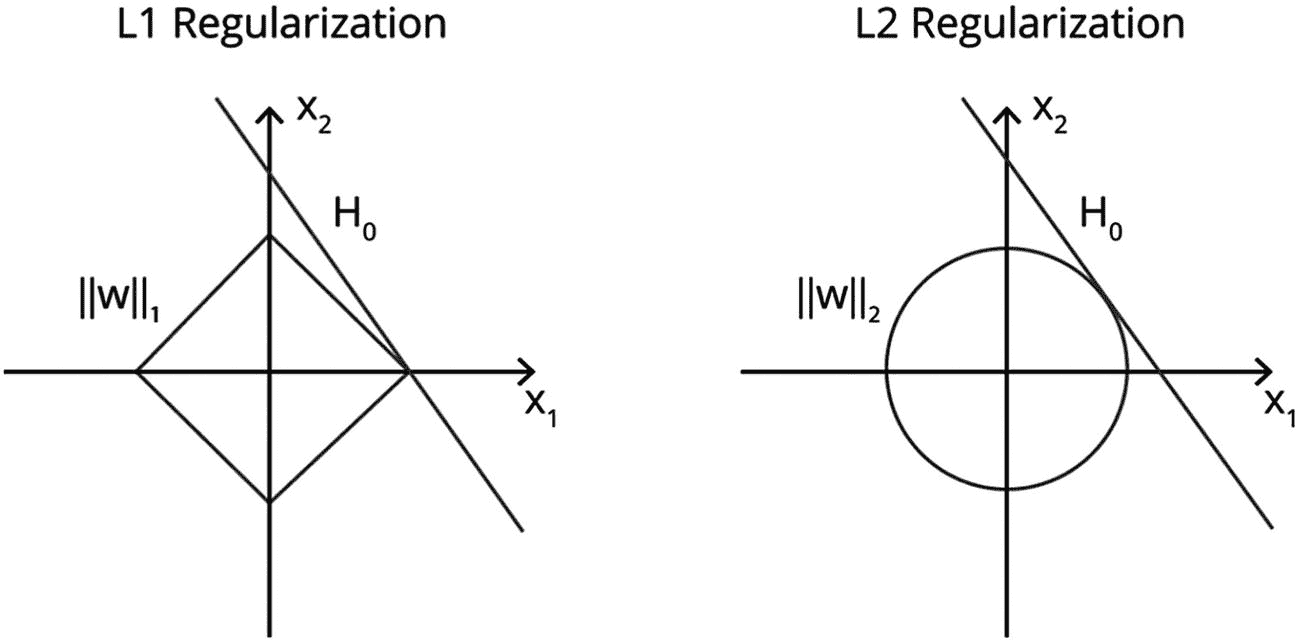 L1 Regularization
x₂
H₀
||w||₁
x₁
L2 Regularization
x₂
H₀
||w||₂
x₁